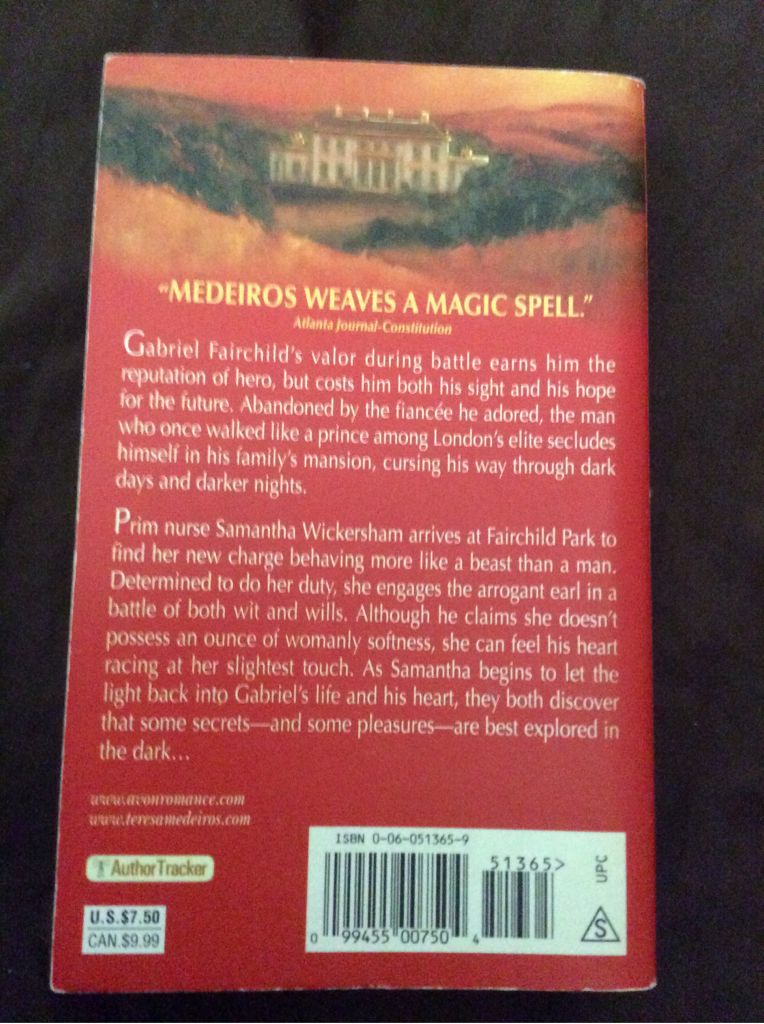 “MEDEIROS WEAVES A MAGIC SPELL.”
Atlanta Journal-Constitution
Gabriel Fairchild's valor during battle earns him the
reputation of hero, but costs him both his sight and his hope
for the future. Abandoned by the fiancée he adored, the man
who once walked like a prince among London's elite secludes
himself in his family's mansion, cursing his way through dark
days and darker nights.
Prim nurse Samantha Wickersham arrives at Fairchild Park to
find her new charge behaving more like a beast than a man.
Determined to do her duty, she engages the arrogant earl in a
battle of both wit and wills. Although he claims she doesn't
possess an ounce of womanly softness, she can feel his heart
racing at her slightest touch. As Samantha begins to let the
light back into Gabriel's life and his heart, they both discover
that some secrets—and some pleasures—are best explored in
the dark...
www.avonromance.com
www.teresamedeiros.com
AuthorTracker
U.S.$7.50
CAN.$9.99
ISBN 0-06-051365-9
51365>
0 99455 00750 4
UPC
S